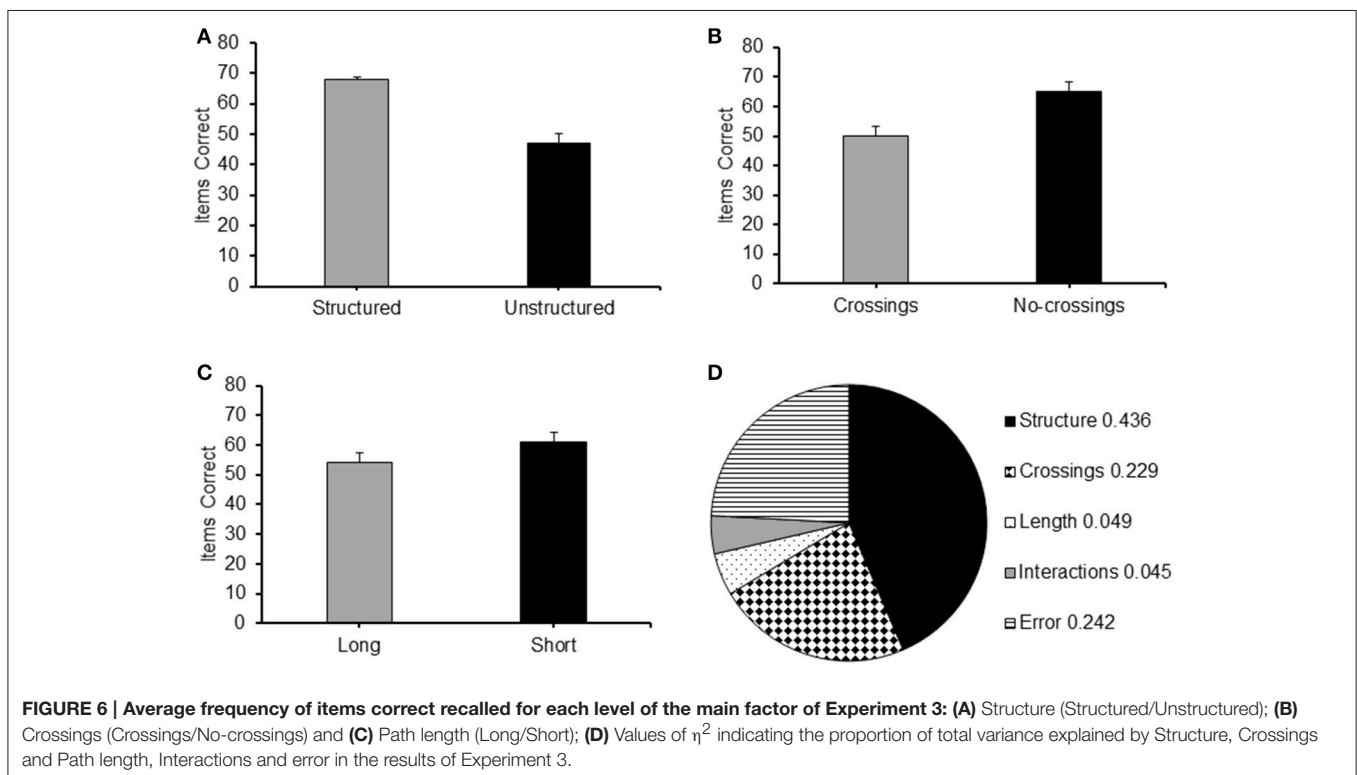 A
80
70
60
50
40
30
20
10
0
Items Correct
Structured Unstructured
B
80
70
60
50
40
30
20
10
0
Items Correct
Crossings No-crossings
C
80
70
60
50
40
30
20
10
0
Items Correct
Long Short
D
Structure 0.436
Crossings 0.229
Length 0.049
Interactions 0.045
Error 0.242
FIGURE 6 | Average frequency of items correct recalled for each level of the main factor of Experiment 3: (A) Structure (Structured/Unstructured); (B)
Crossings (Crossings/No-crossings) and (C) Path length (Long/Short); (D) Values of η² indicating the proportion of total variance explained by Structure, Crossings
and Path length, Interactions and error in the results of Experiment 3.